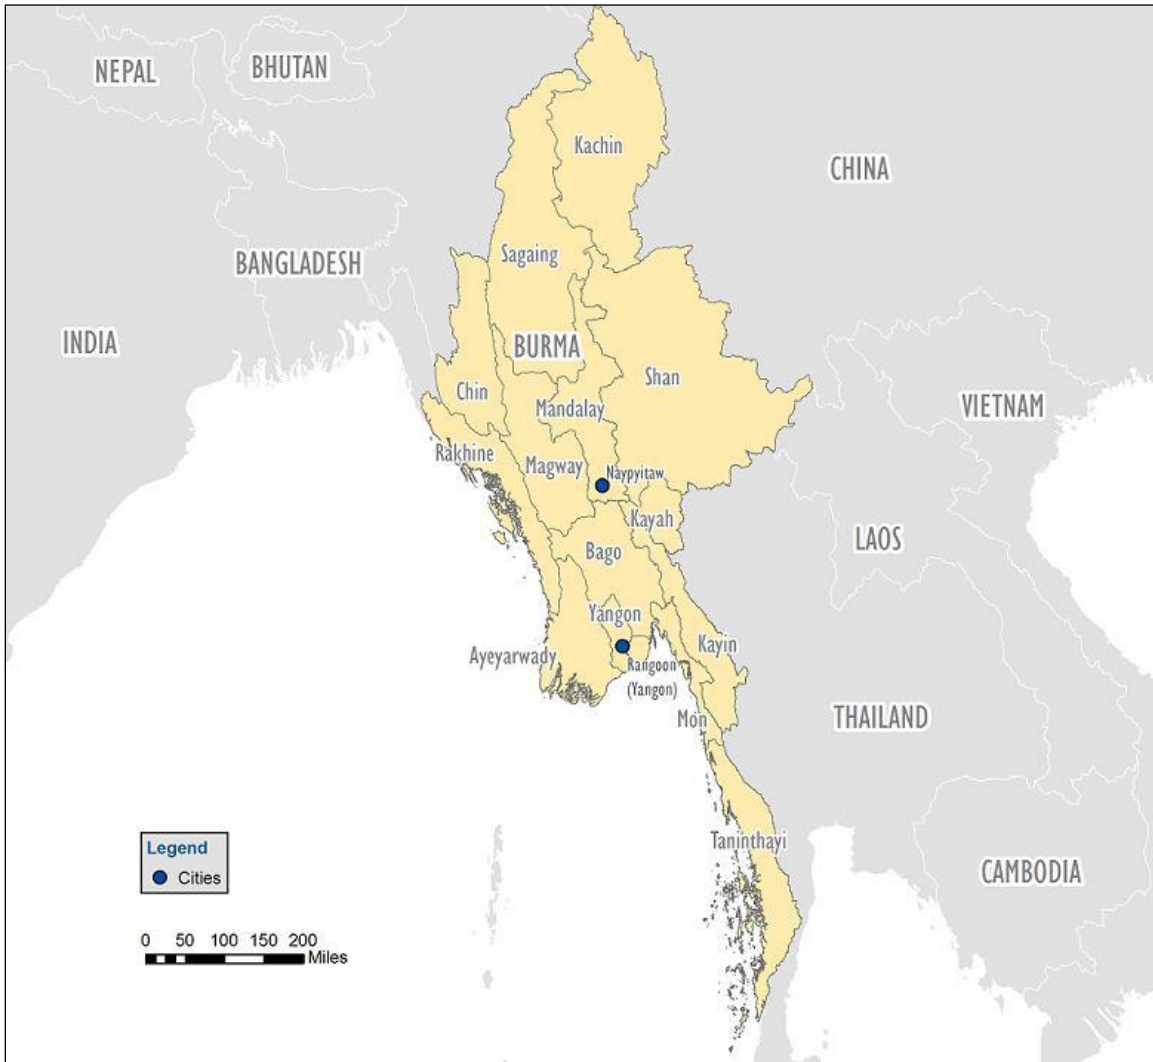 NEPAL
BHUTAN
Kachin
CHINA
Sagaing
BANGLADESH
INDIA
BURMA
Chin
Shan
Mandalay
VIETNAM
Rakhine
Magway
Naypyitaw
Kayah
LAOS
Bago
Yangon
Kayin
Ayeyarwady
Rangoon
(Yangon)
Mon
THAILAND
Taninthayi
Legend
Cities
CAMBODIA
0 50 100 150 200
Miles